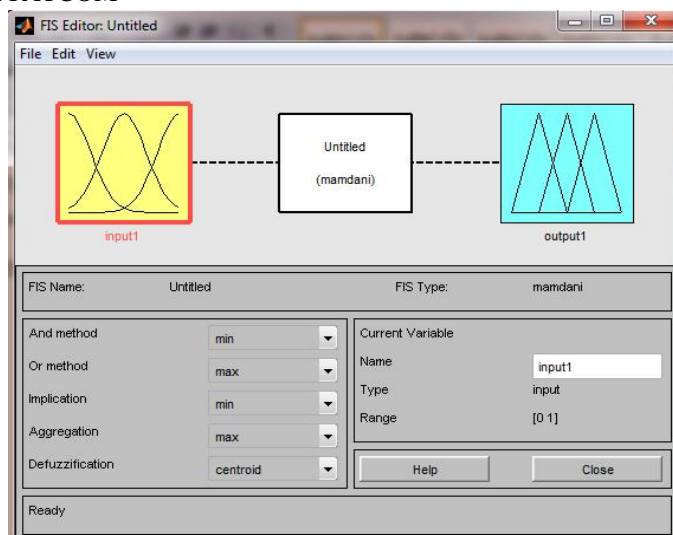 FIS Editor: Untitled
File Edit View
Untitled
(mamdani)
input1
output1
FIS Name: Untitled FIS Type: mamdani
And method min
Or method max
Implication min
Aggregation max
Defuzzification centroid
Current Variable
Name input1
Type input
Range [0 1]
Help Close
Ready